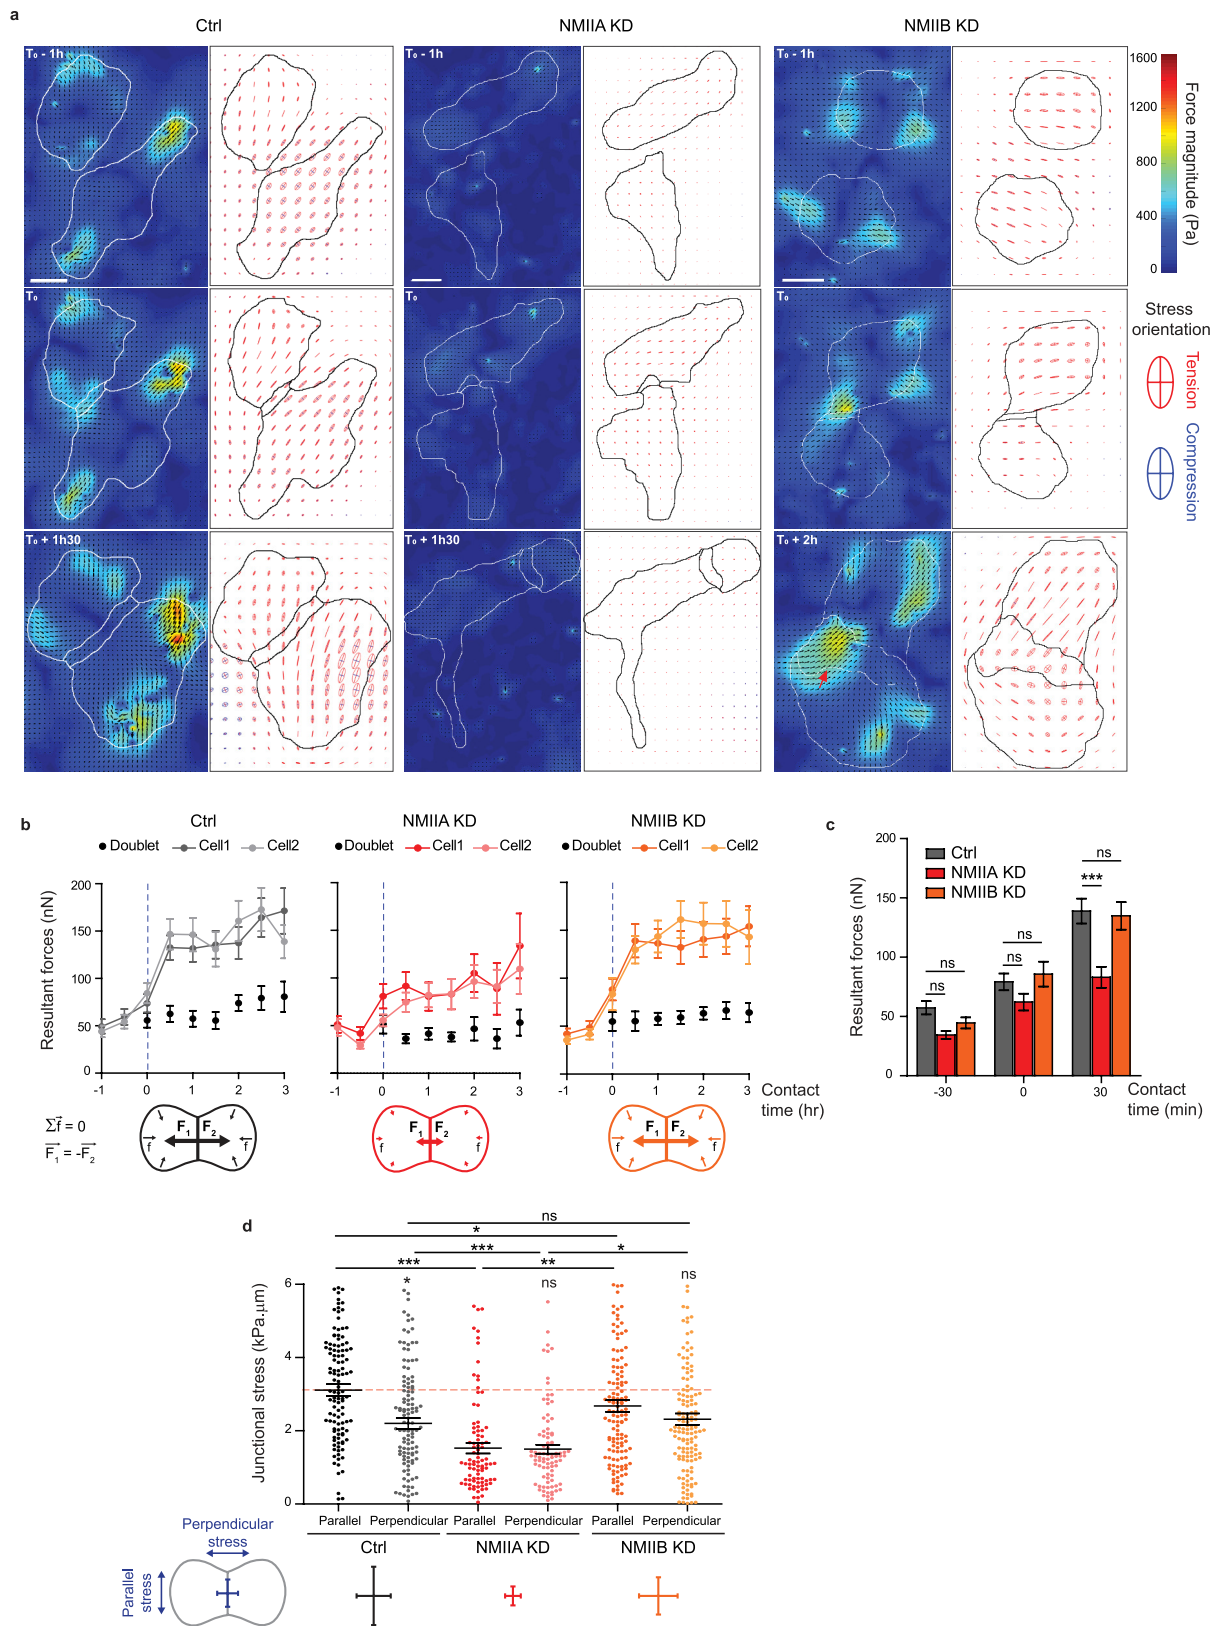 a
Ctrl
NMIIA KD
NMIIB KD
T₀ - 1h
T₀ - 1h
T₀ - 1h
1600
1200
800
400
0
Force magnitude (Pa)
T₀
T₀
T₀
Stress
orientation
Tension
Compression
T₀ + 1h30
T₀ + 1h30
T₀ + 2h
b
Ctrl
NMIIA KD
NMIIB KD
Doublet Cell1 Cell2
Doublet Cell1 Cell2
Doublet Cell1 Cell2
Resultant forces (nN)
200
150
100
50
0
-1 0 1 2 3
-1 0 1 2 3
-1 0 1 2 3
Contact
time (hr)
Σf⃗ = 0
F₁⃗ = -F₂⃗
F₁ F₂
f f
F₁ F₂
f f
F₁ F₂
f f
c
Resultant forces (nN)
200
150
100
50
0
Ctrl
NMIIA KD
NMIIB KD
ns
ns
ns
ns
ns
***
-30 0 30
Contact
time (min)
d
ns
*
*** *
*** **
* ns ns
Junctional stress (kPa.µm)
6
4
2
0
Parallel Perpendicular Parallel Perpendicular Parallel Perpendicular
Ctrl NMIIA KD NMIIB KD
Perpendicular
stress
Parallel
stress